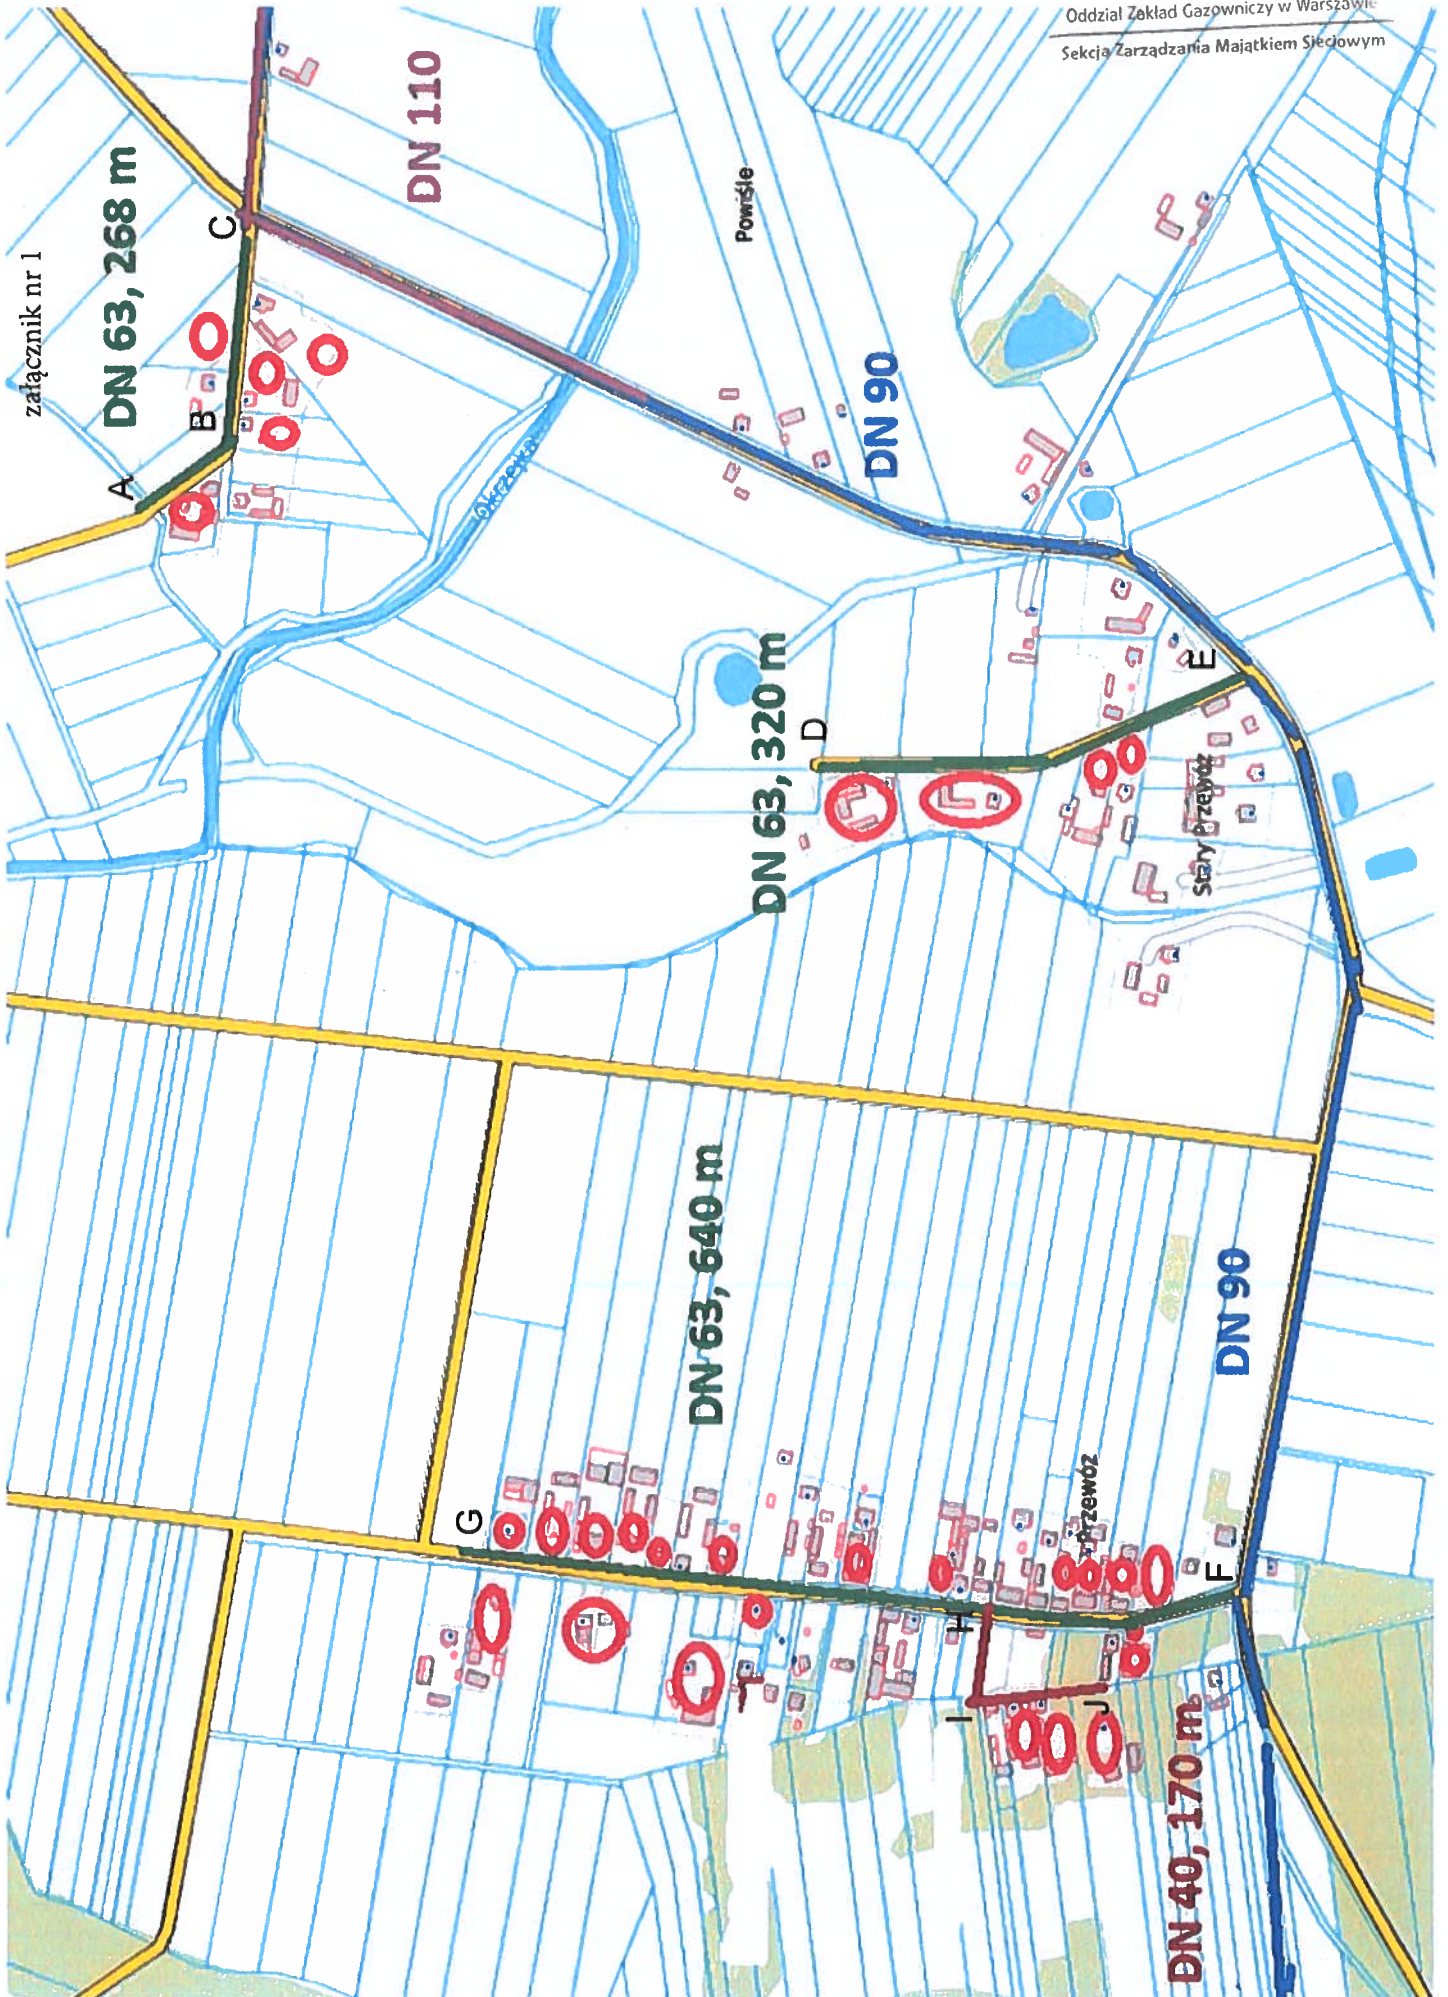 Oddział Zakład Gazowniczy w Warszawie
Sekcja Zarządzania Majątkiem Sieciowym
załącznik nr 1
DN 63, 268 m
DN 110
A
B
C
Powiśle
Okrzejka
DN 90
DN 63, 320 m
D
E
Stary Przewóz
DN 63, 640 m
DN 90
G
Przewóz
F
H
I
J
DN 40, 170 m